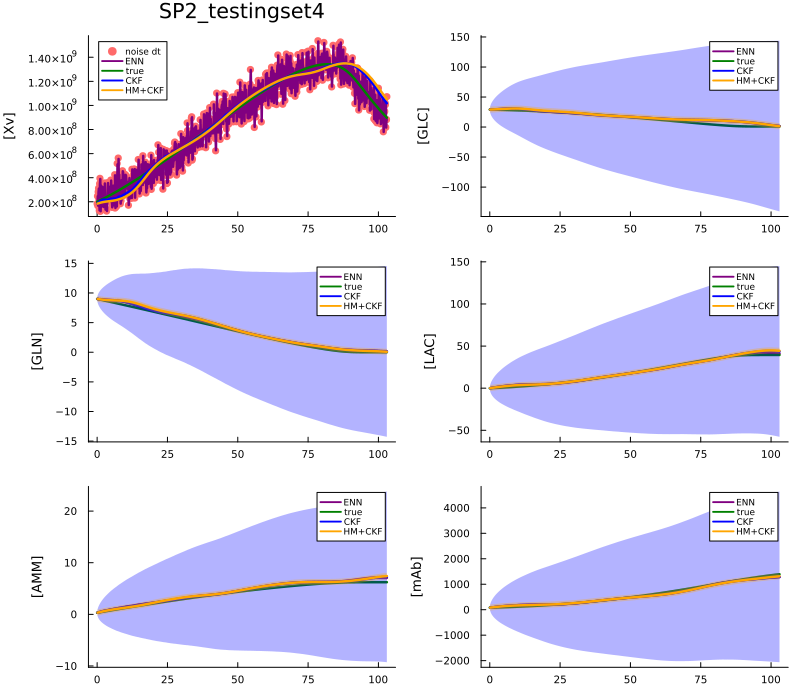 SP2_testingset4
[Xv]
1.40×10⁹
1.20×10⁹
1.00×10⁹
8.00×10⁸
6.00×10⁸
4.00×10⁸
2.00×10⁸
0 25 50 75 100
noise dt
ENN
true
CKF
HM+CKF
[GLC]
150
100
50
0
−50
−100
0 25 50 75 100
ENN
true
CKF
HM+CKF
[GLN]
15
10
5
0
−5
−10
−15
0 25 50 75 100
ENN
true
CKF
HM+CKF
[LAC]
150
100
50
0
−50
0 25 50 75 100
ENN
true
CKF
HM+CKF
[AMM]
20
10
0
−10
0 25 50 75 100
ENN
true
CKF
HM+CKF
[mAb]
4000
3000
2000
1000
0
−1000
−2000
0 25 50 75 100
ENN
true
CKF
HM+CKF